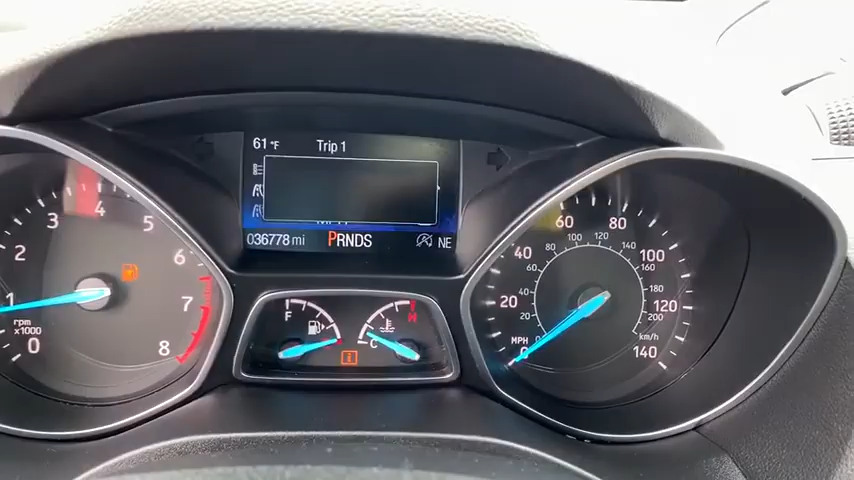 61°F Trip 1
036778 mi PRNDS NE
1 2 3 4 5 6 7 8 0
rpm
x1000
F H
C
0 20 40 60 80 100 120 140
20 40 60 80 100 120 140 160 180 200
MPH
km/h